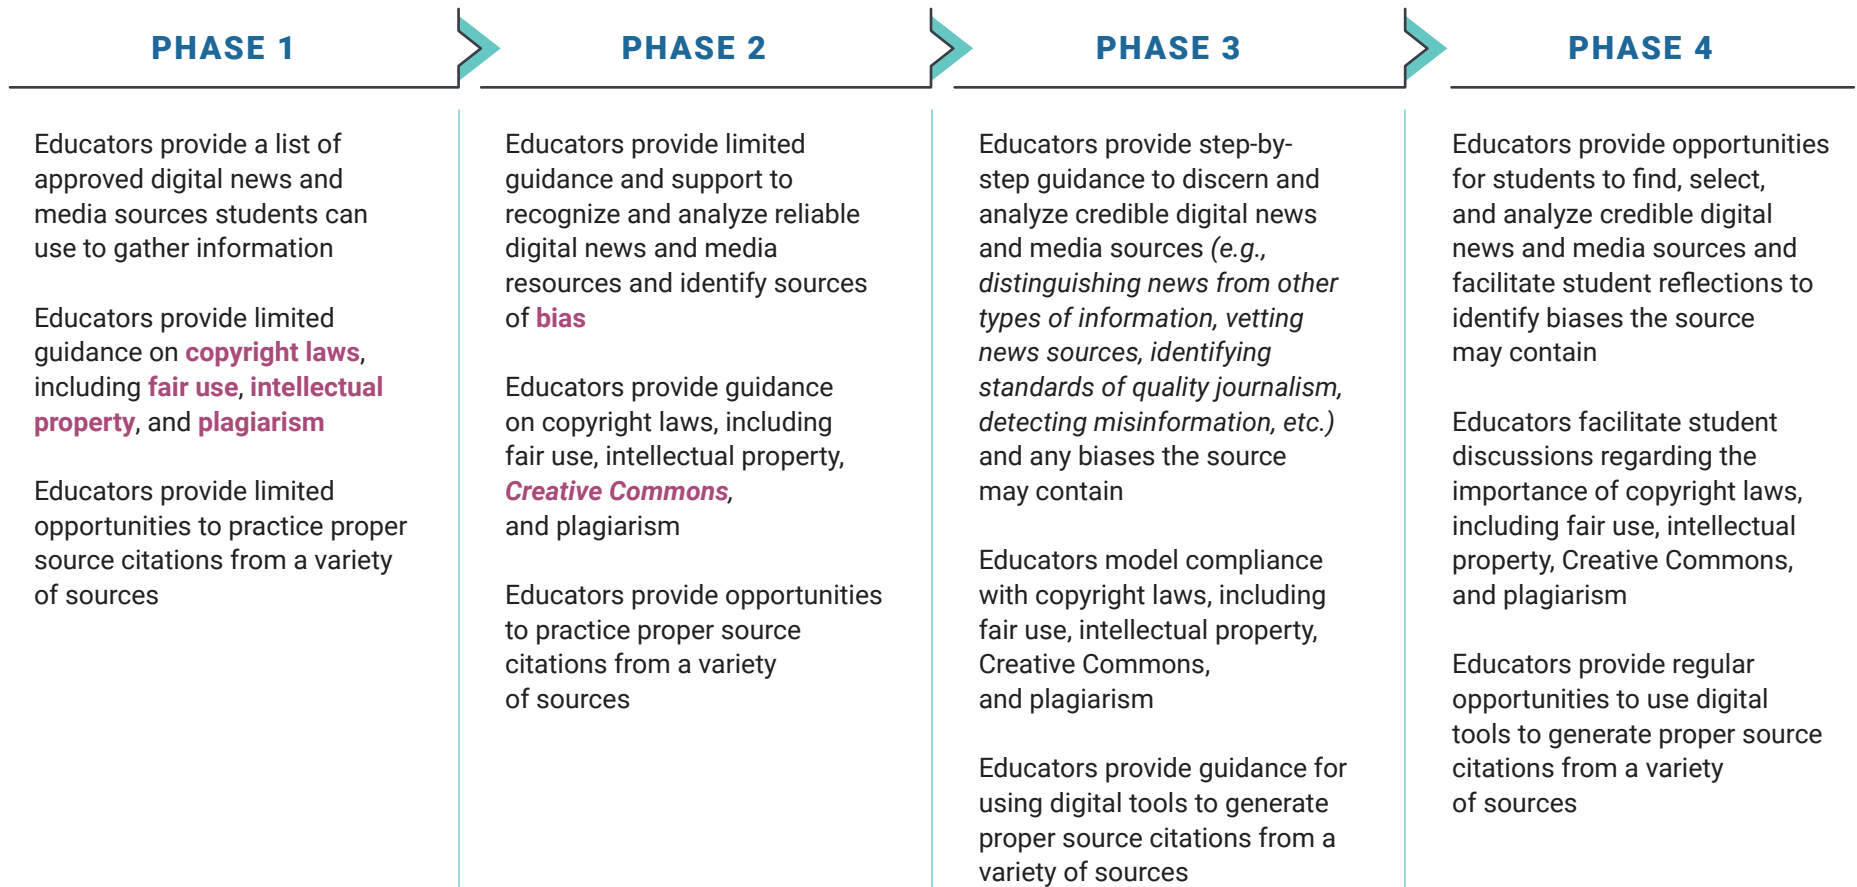 PHASE 1
Educators provide a list of
approved digital news and
media sources students can
use to gather information
Educators provide limited
guidance on copyright laws,
including fair use, intellectual
property, and plagiarism
Educators provide limited
opportunities to practice proper
source citations from a variety
of sources
PHASE 2
Educators provide limited
guidance and support to
recognize and analyze reliable
digital news and media
resources and identify sources
of bias
Educators provide guidance
on copyright laws, including
fair use, intellectual property,
Creative Commons,
and plagiarism
Educators provide opportunities
to practice proper source
citations from a variety
of sources
PHASE 3
Educators provide step-by-
step guidance to discern and
analyze credible digital news
and media sources (e.g.,
distinguishing news from other
types of information, vetting
news sources, identifying
standards of quality journalism,
detecting misinformation, etc.)
and any biases the source
may contain
Educators model compliance
with copyright laws, including
fair use, intellectual property,
Creative Commons,
and plagiarism
Educators provide guidance for
using digital tools to generate
proper source citations from a
variety of sources
PHASE 4
Educators provide opportunities
for students to find, select,
and analyze credible digital
news and media sources and
facilitate student reflections to
identify biases the source
may contain
Educators facilitate student
discussions regarding the
importance of copyright laws,
including fair use, intellectual
property, Creative Commons,
and plagiarism
Educators provide regular
opportunities to use digital
tools to generate proper source
citations from a variety
of sources